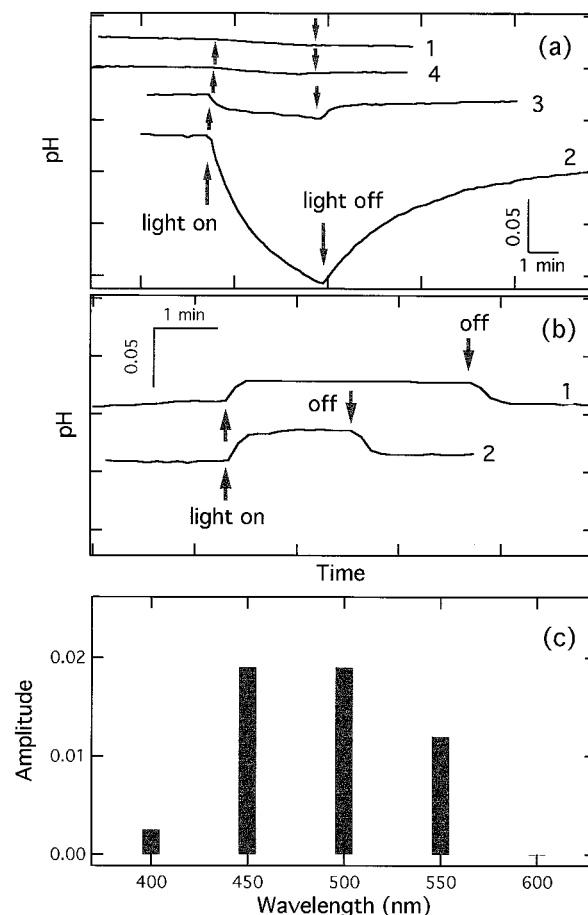 (a)
1
4
3
2
pH
light on
light off
0.05
1 min
(b)
1 min
0.05
off
1
off
2
pH
light on
Time
(c)
0.02
0.01
0.00
Amplitude
400 450 500 550 600
Wavelength (nm)